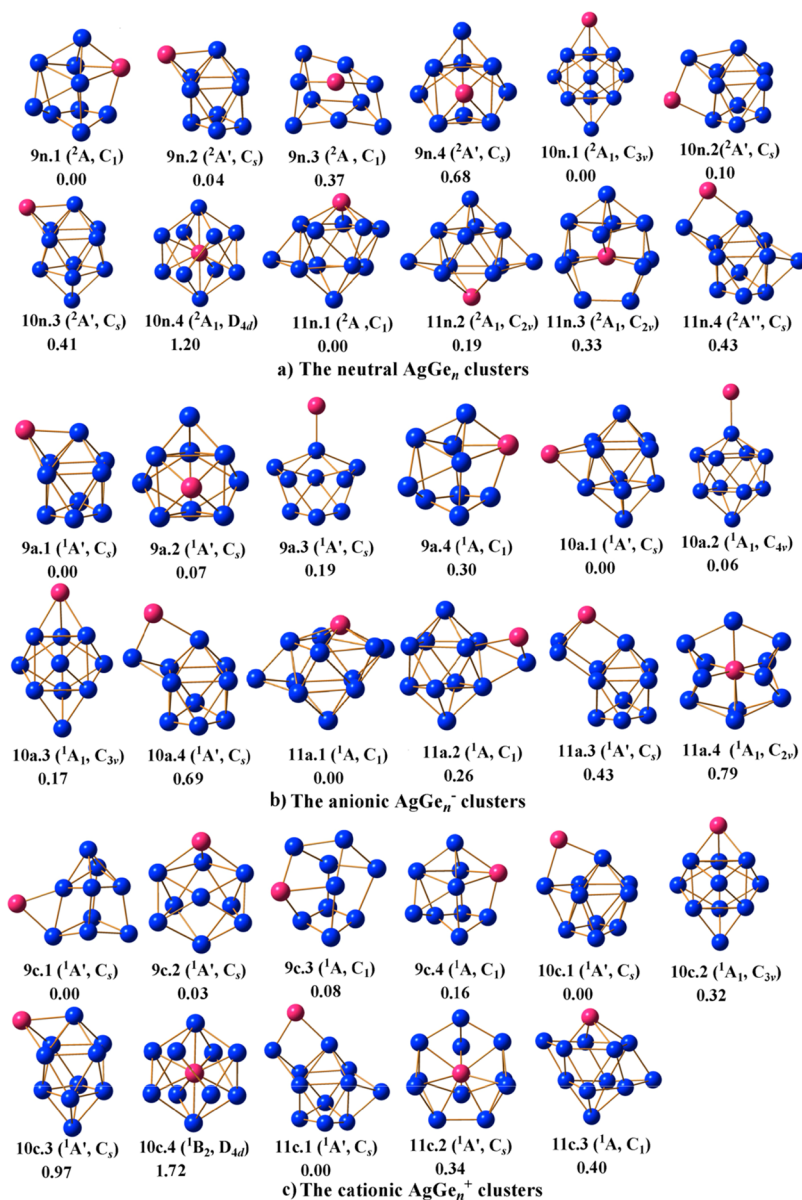 9n.1 (²A, C₁) 9n.2 (²A', Cₛ) 9n.3 (²A , C₁) 9n.4 (²A', Cₛ) 10n.1 (²A₁, C₃ᵥ) 10n.2(²A', Cₛ)
0.00 0.04 0.37 0.68 0.00 0.10
10n.3 (²A', Cₛ) 10n.4 (²A₁, D₄d) 11n.1 (²A ,C₁) 11n.2 (²A₁, C₂ᵥ) 11n.3 (²A₁, C₂ᵥ) 11n.4 (²A'', Cₛ)
0.41 1.20 0.00 0.19 0.33 0.43
a) The neutral AgGeₙ clusters
9a.1 (¹A', Cₛ) 9a.2 (¹A', Cₛ) 9a.3 (¹A', Cₛ) 9a.4 (¹A, C₁) 10a.1 (¹A', Cₛ) 10a.2 (¹A₁, C₄ᵥ)
0.00 0.07 0.19 0.30 0.00 0.06
10a.3 (¹A₁, C₃ᵥ) 10a.4 (¹A', Cₛ) 11a.1 (¹A, C₁) 11a.2 (¹A, C₁) 11a.3 (¹A', Cₛ) 11a.4 (¹A₁, C₂ᵥ)
0.17 0.69 0.00 0.26 0.43 0.79
b) The anionic AgGeₙ⁻ clusters
9c.1 (¹A', Cₛ) 9c.2 (¹A', Cₛ) 9c.3 (¹A, C₁) 9c.4 (¹A, C₁) 10c.1 (¹A', Cₛ) 10c.2 (¹A₁, C₃ᵥ)
0.00 0.03 0.08 0.16 0.00 0.32
10c.3 (¹A', Cₛ) 10c.4 (¹B₂, D₄d) 11c.1 (¹A', Cₛ) 11c.2 (¹A', Cₛ) 11c.3 (¹A, C₁)
0.97 1.72 0.00 0.34 0.40
c) The cationic AgGeₙ⁺ clusters